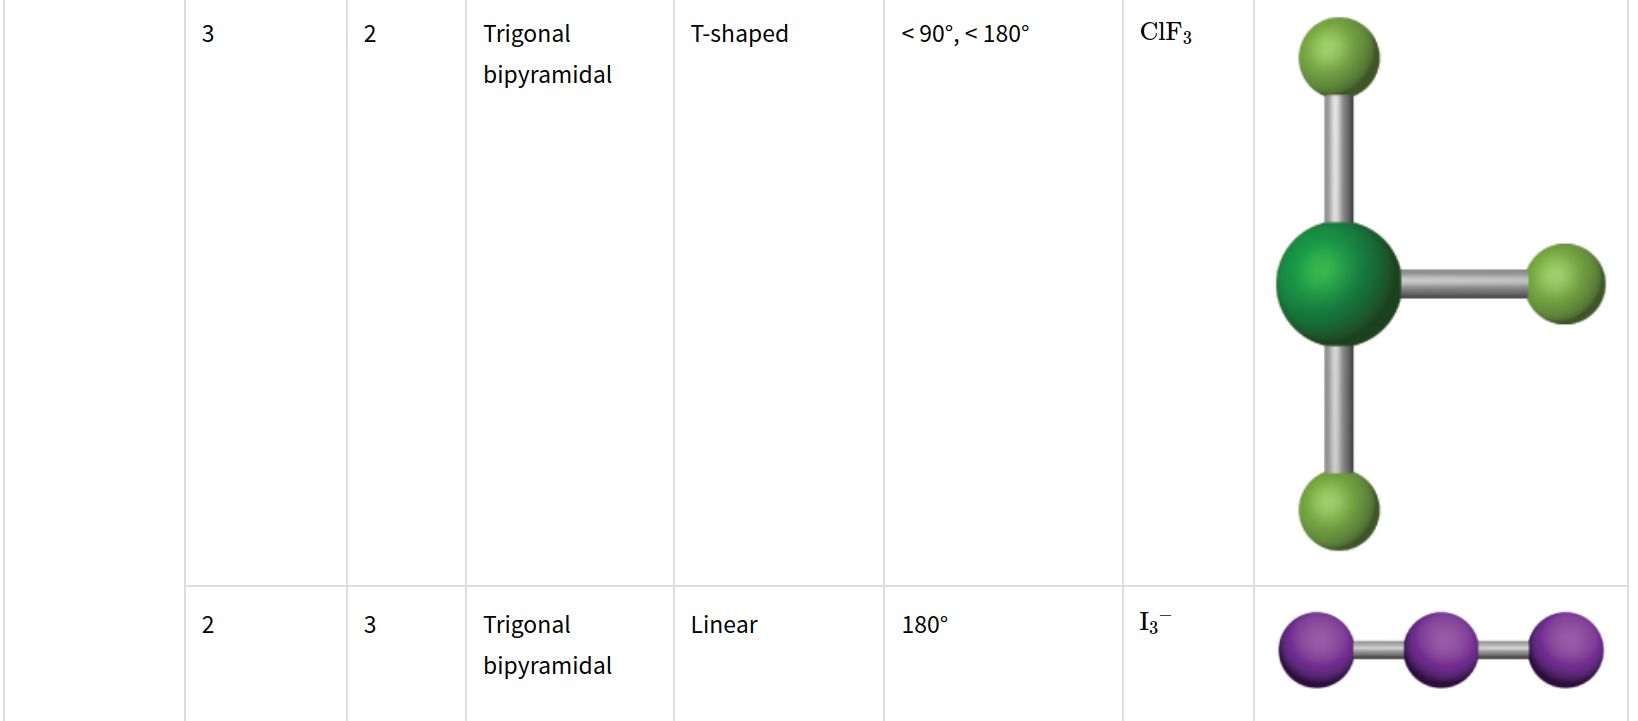 3
2
Trigonal
bipyramidal
T-shaped
< 90°, < 180°
ClF₃
2
3
Trigonal
bipyramidal
Linear
180°
I₃⁻